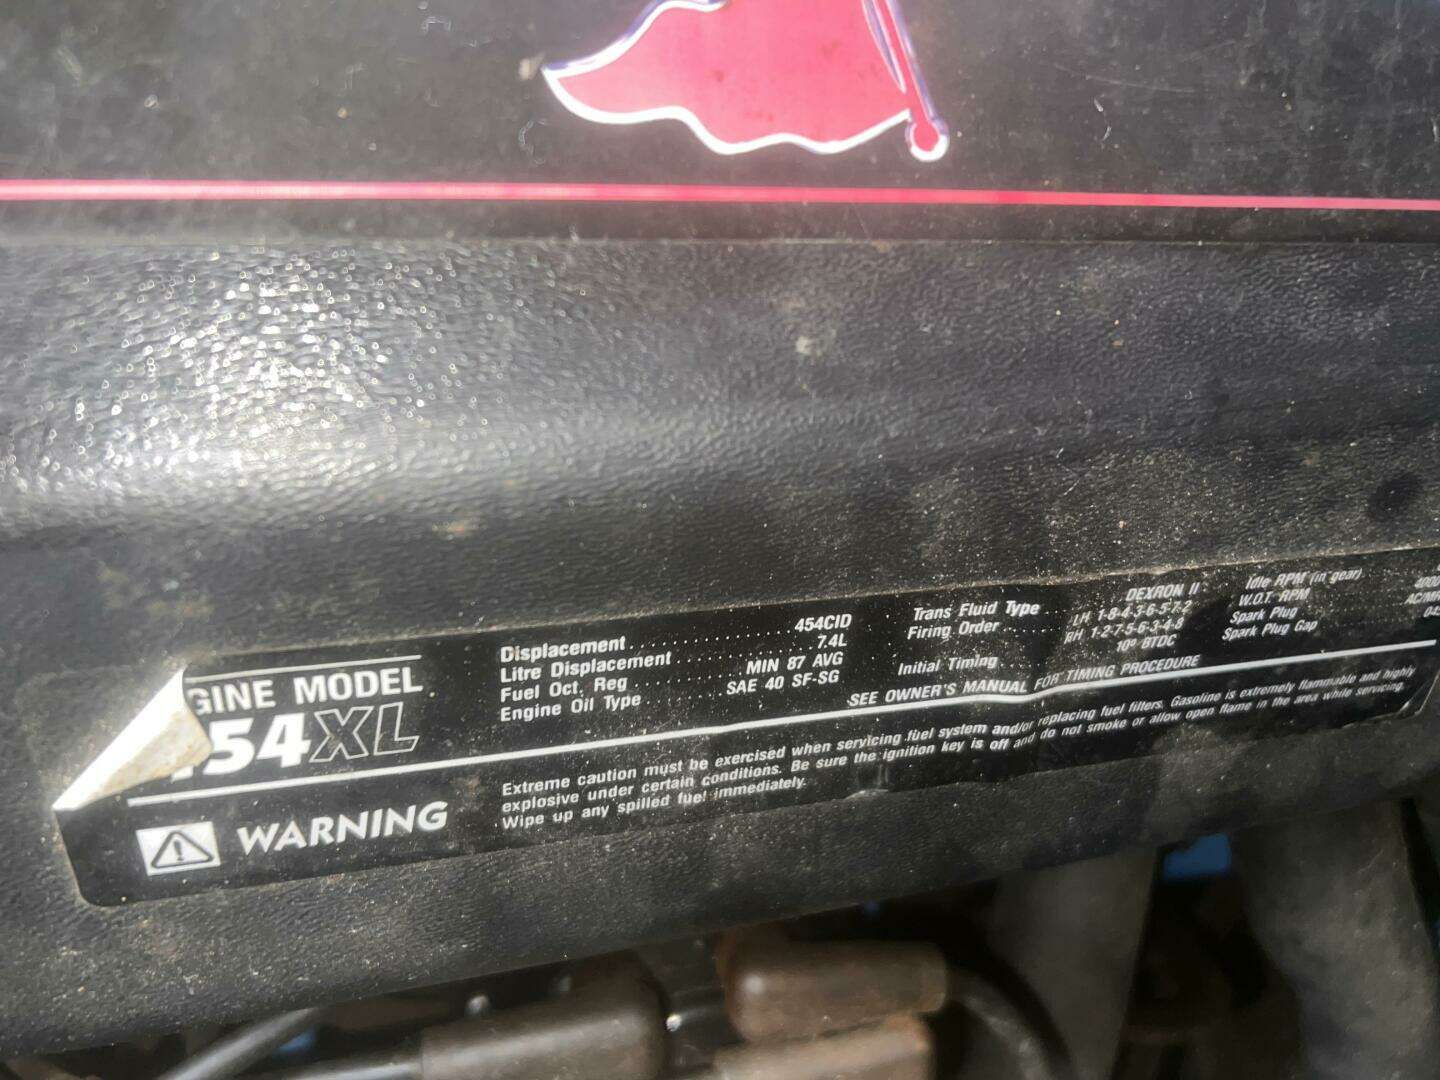 GINE MODEL
454XL
WARNING
Displacement 454CID
Litre Displacement 7.4L
Fuel Oct. Reg MIN 87 AVG
Engine Oil Type SAE 40 SF-SG
Trans Fluid Type DEXRON II
Firing Order LH 1-8-4-3-6-5-7-2
RH 1-2-7-5-6-3-4-8
Initial Timing 10º BTDC
SEE OWNER'S MANUAL FOR TIMING PROCEDURE
Idle RPM (in gear)
W.O.T. RPM
Spark Plug
Spark Plug Gap
Extreme caution must be exercised when servicing fuel system and/or replacing fuel filters. Gasoline is extremely flammable and highly
explosive under certain conditions. Be sure the ignition key is off and do not smoke or allow open flame in the area while servicing.
Wipe up any spilled fuel immediately.